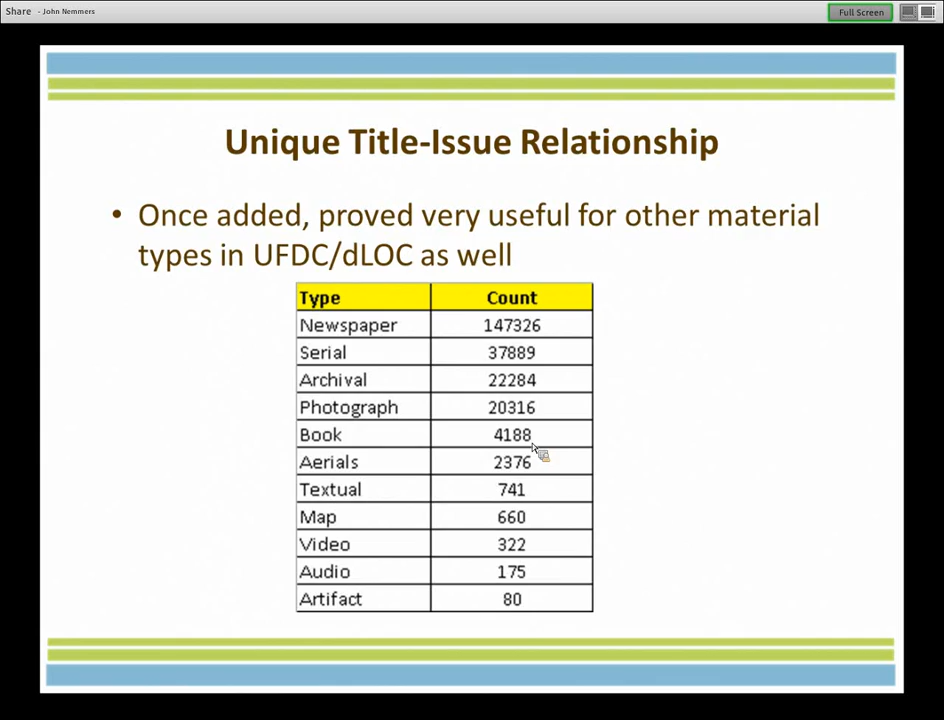 Share - John Nemmers
Full Screen
Unique Title-Issue Relationship
• Once added, proved very useful for other material
types in UFDC/dLOC as well
Type Count
Newspaper 147326
Serial 37889
Archival 22284
Photograph 20316
Book 4188
Aerials 2376
Textual 741
Map 660
Video 322
Audio 175
Artifact 80